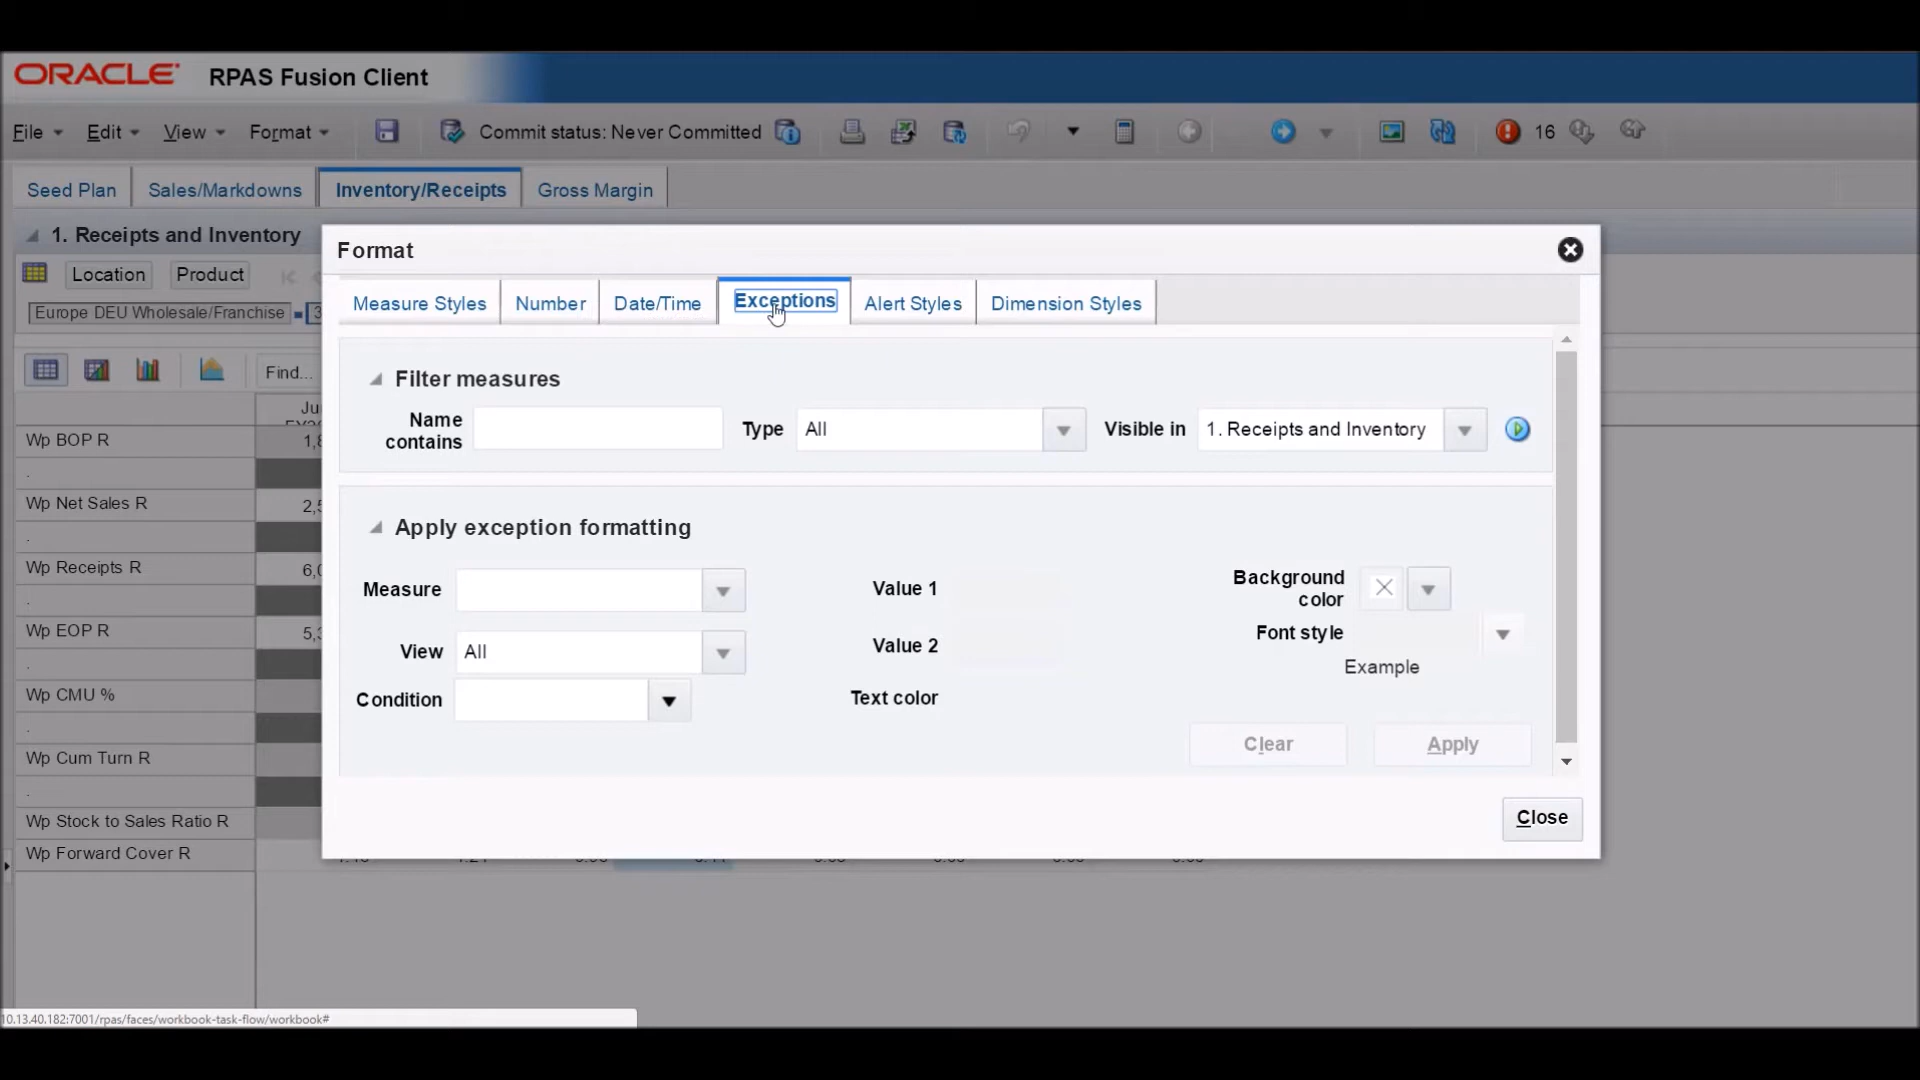 ORACLE RPAS Fusion Client
File Edit View Format Commit status: Never Committed 16
Seed Plan Sales/Markdowns Inventory/Receipts Gross Margin
1. Receipts and Inventory
Location Product
Europe DEU Wholesale/Franchise
Find...
Wp BOP R
.
Wp Net Sales R
.
Wp Receipts R
.
Wp EOP R
.
Wp CMU %
.
Wp Cum Turn R
.
Wp Stock to Sales Ratio R
Wp Forward Cover R
Format
Measure Styles Number Date/Time Exceptions Alert Styles Dimension Styles
Filter measures
Name contains Type All Visible in 1. Receipts and Inventory
Apply exception formatting
Measure Value 1 Background color
View All Value 2 Font style
Example
Condition Text color
Clear Apply
Close
10.13.40.182:7001/rpas/faces/workbook-task-flow/workbook#